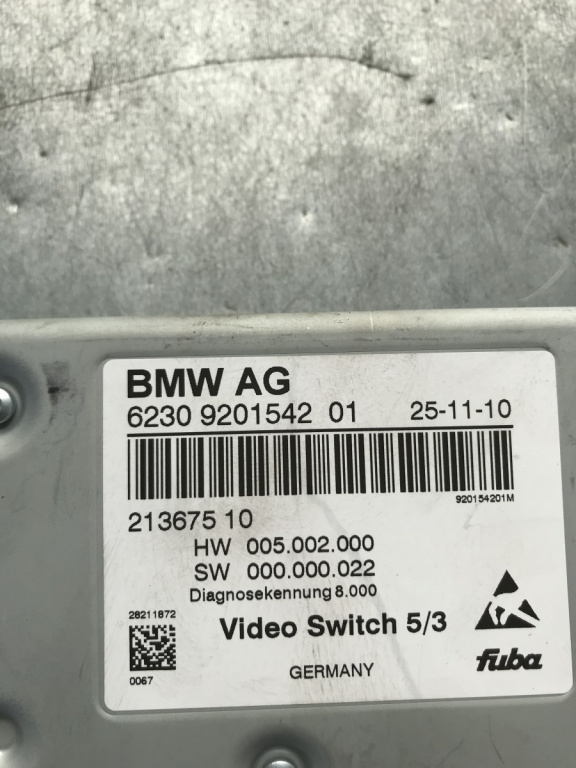 BMW AG
6230 9201542 01 25-11-10
920154201M
213675 10
HW 005.002.000
SW 000.000.022
Diagnosekennung 8.000
28211872
Video Switch 5/3
0067
GERMANY
fuba